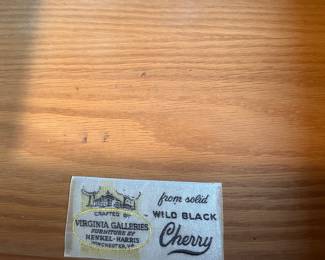 CRAFTED BY
VIRGINIA GALLERIES
FURNITURE BY
HENKEL-HARRIS
WINCHESTER, VA
from solid
WILD BLACK
Cherry